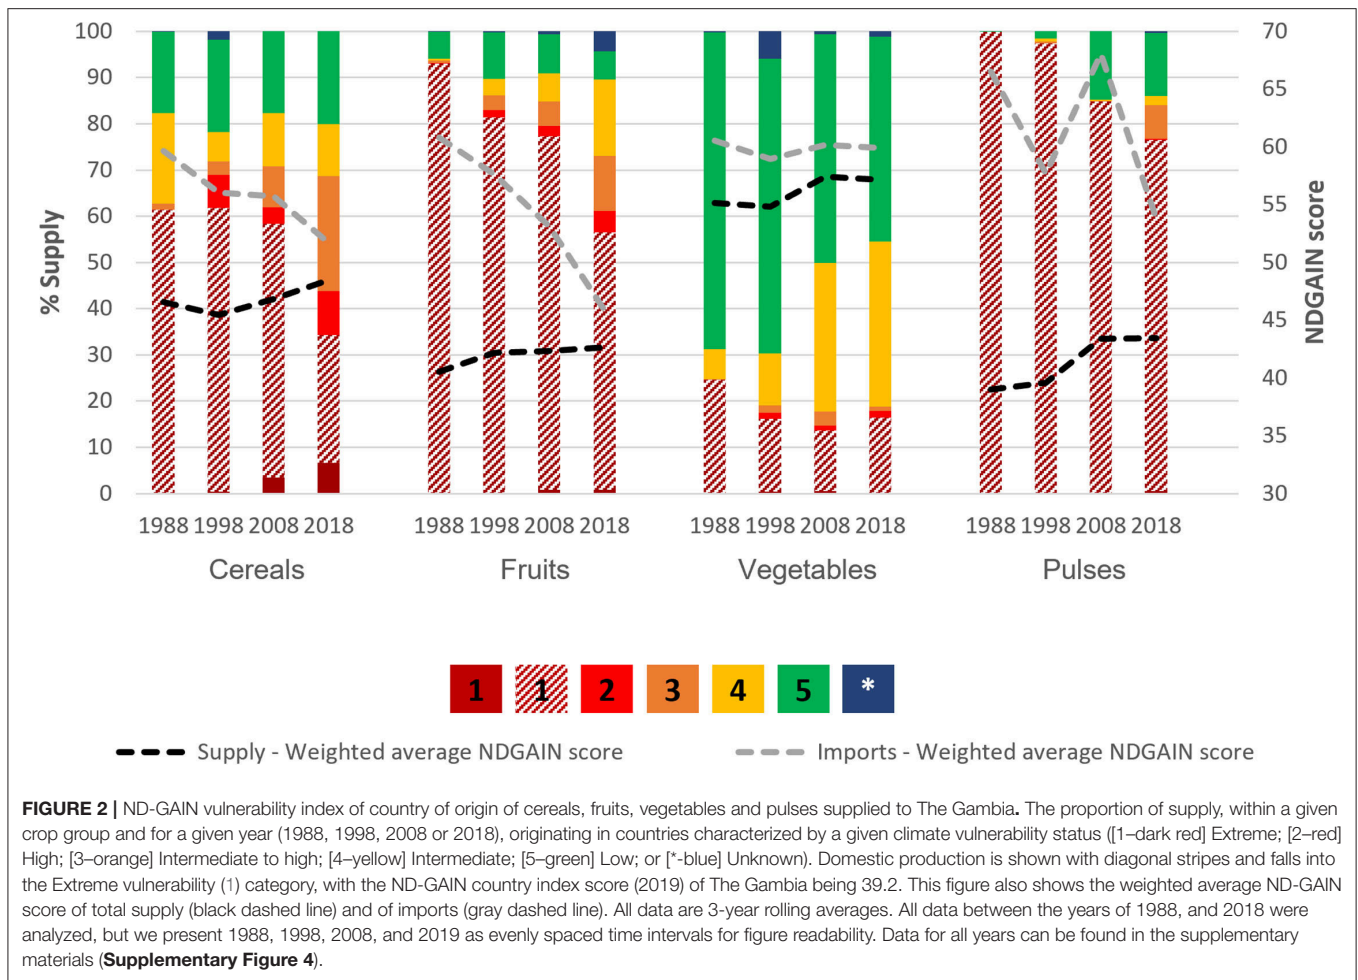 100
90
80
70
60
50
40
30
20
10
0
% Supply
70
65
60
55
50
45
40
35
30
NDGAIN score
1988 1998 2008 2018 1988 1998 2008 2018 1988 1998 2008 2018 1988 1998 2008 2018
Cereals Fruits Vegetables Pulses
1 1 2 3 4 5 *
Supply - Weighted average NDGAIN score Imports - Weighted average NDGAIN score
FIGURE 2 | ND-GAIN vulnerability index of country of origin of cereals, fruits, vegetables and pulses supplied to The Gambia. The proportion of supply, within a given
crop group and for a given year (1988, 1998, 2008 or 2018), originating in countries characterized by a given climate vulnerability status ([1–dark red] Extreme; [2–red]
High; [3–orange] Intermediate to high; [4–yellow] Intermediate; [5–green] Low; or [*-blue] Unknown). Domestic production is shown with diagonal stripes and falls into
the Extreme vulnerability (1) category, with the ND-GAIN country index score (2019) of The Gambia being 39.2. This figure also shows the weighted average ND-GAIN
score of total supply (black dashed line) and of imports (gray dashed line). All data are 3-year rolling averages. All data between the years of 1988, and 2018 were
analyzed, but we present 1988, 1998, 2008, and 2019 as evenly spaced time intervals for figure readability. Data for all years can be found in the supplementary
materials (Supplementary Figure 4).